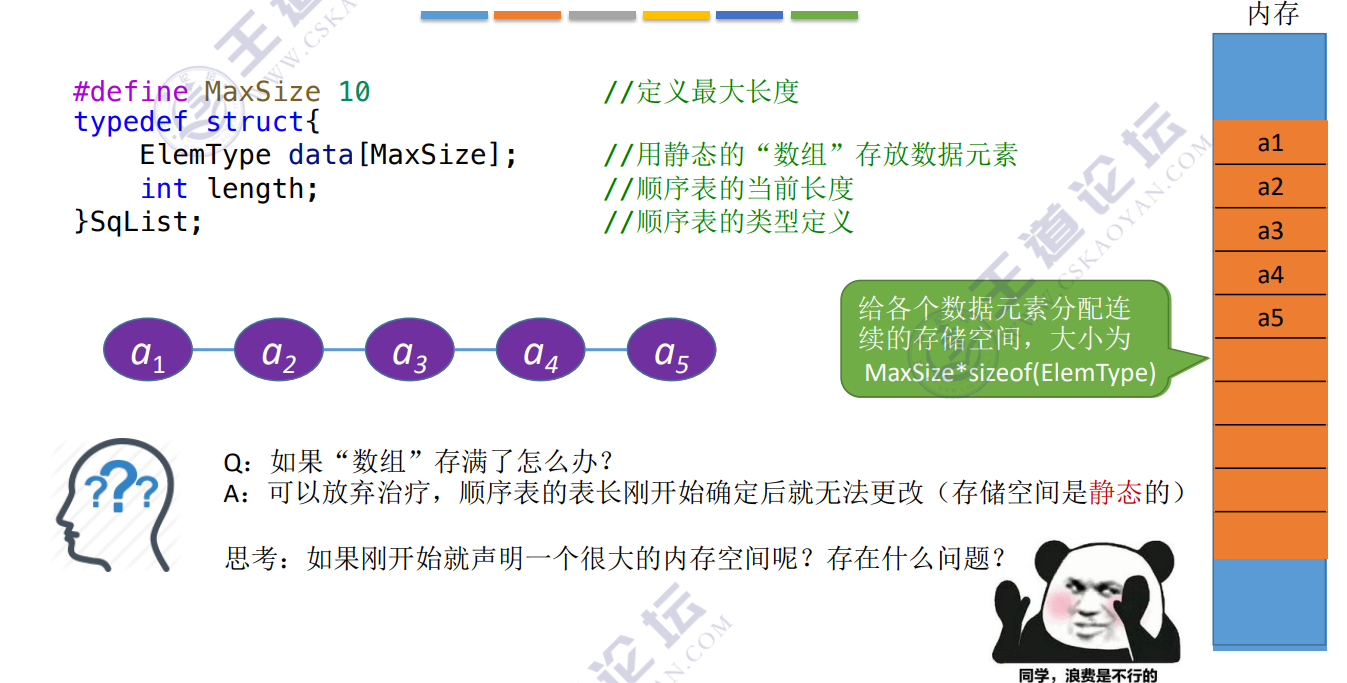 内存
#define MaxSize 10 //定义最大长度
typedef struct{
ElemType data[MaxSize]; //用静态的“数组”存放数据元素
int length; //顺序表的当前长度
}SqList; //顺序表的类型定义
a1
a2
a3
a4
a5
给各个数据元素分配连
续的存储空间，大小为
MaxSize*sizeof(ElemType)
a1 a2 a3 a4 a5
???
Q：如果“数组”存满了怎么办？
A：可以放弃治疗，顺序表的表长刚开始确定后就无法更改（存储空间是静态的）
思考：如果刚开始就声明一个很大的内存空间呢？存在什么问题？
同学，浪费是不行的
王道论坛
WWW.CSKAOYAN.COM